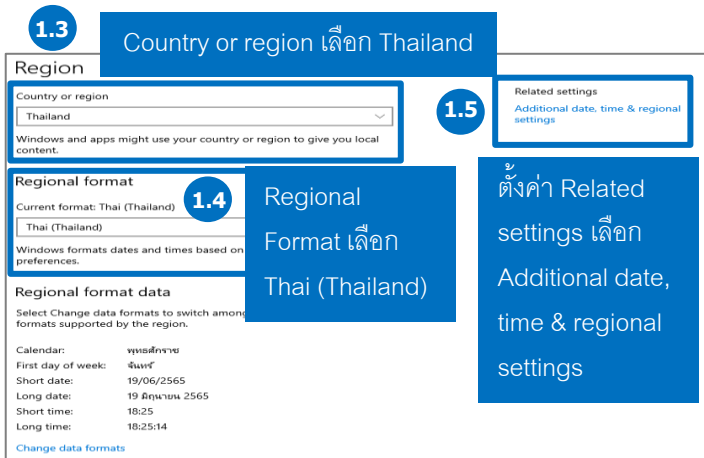 1.3
Country or region เลือก Thailand
Region
Country or region
Thailand
Windows and apps might use your country or region to give you local
content.
1.5
Related settings
Additional date, time & regional
settings
Regional format
Current format: Thai (Thailand)
Thai (Thailand)
Windows formats dates and times based on
preferences.
1.4
Regional
Format เลือก
Thai (Thailand)
ตั้งค่า Related
settings เลือก
Additional date,
time & regional
settings
Regional format data
Select Change data formats to switch among
formats supported by the region.
Calendar: พุทธศักราช
First day of week: จันทร์
Short date: 19/06/2565
Long date: 19 มิถุนายน 2565
Short time: 18:25
Long time: 18:25:14
Change data formats